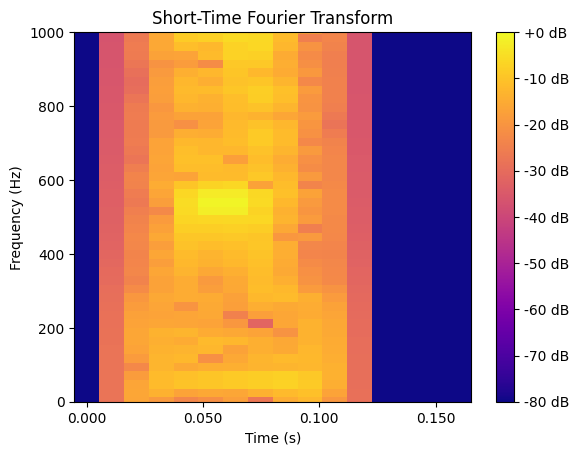 Short-Time Fourier Transform
Frequency (Hz)
1000
800
600
400
200
0
0.000
0.050
0.100
0.150
Time (s)
+0 dB
-10 dB
-20 dB
-30 dB
-40 dB
-50 dB
-60 dB
-70 dB
-80 dB